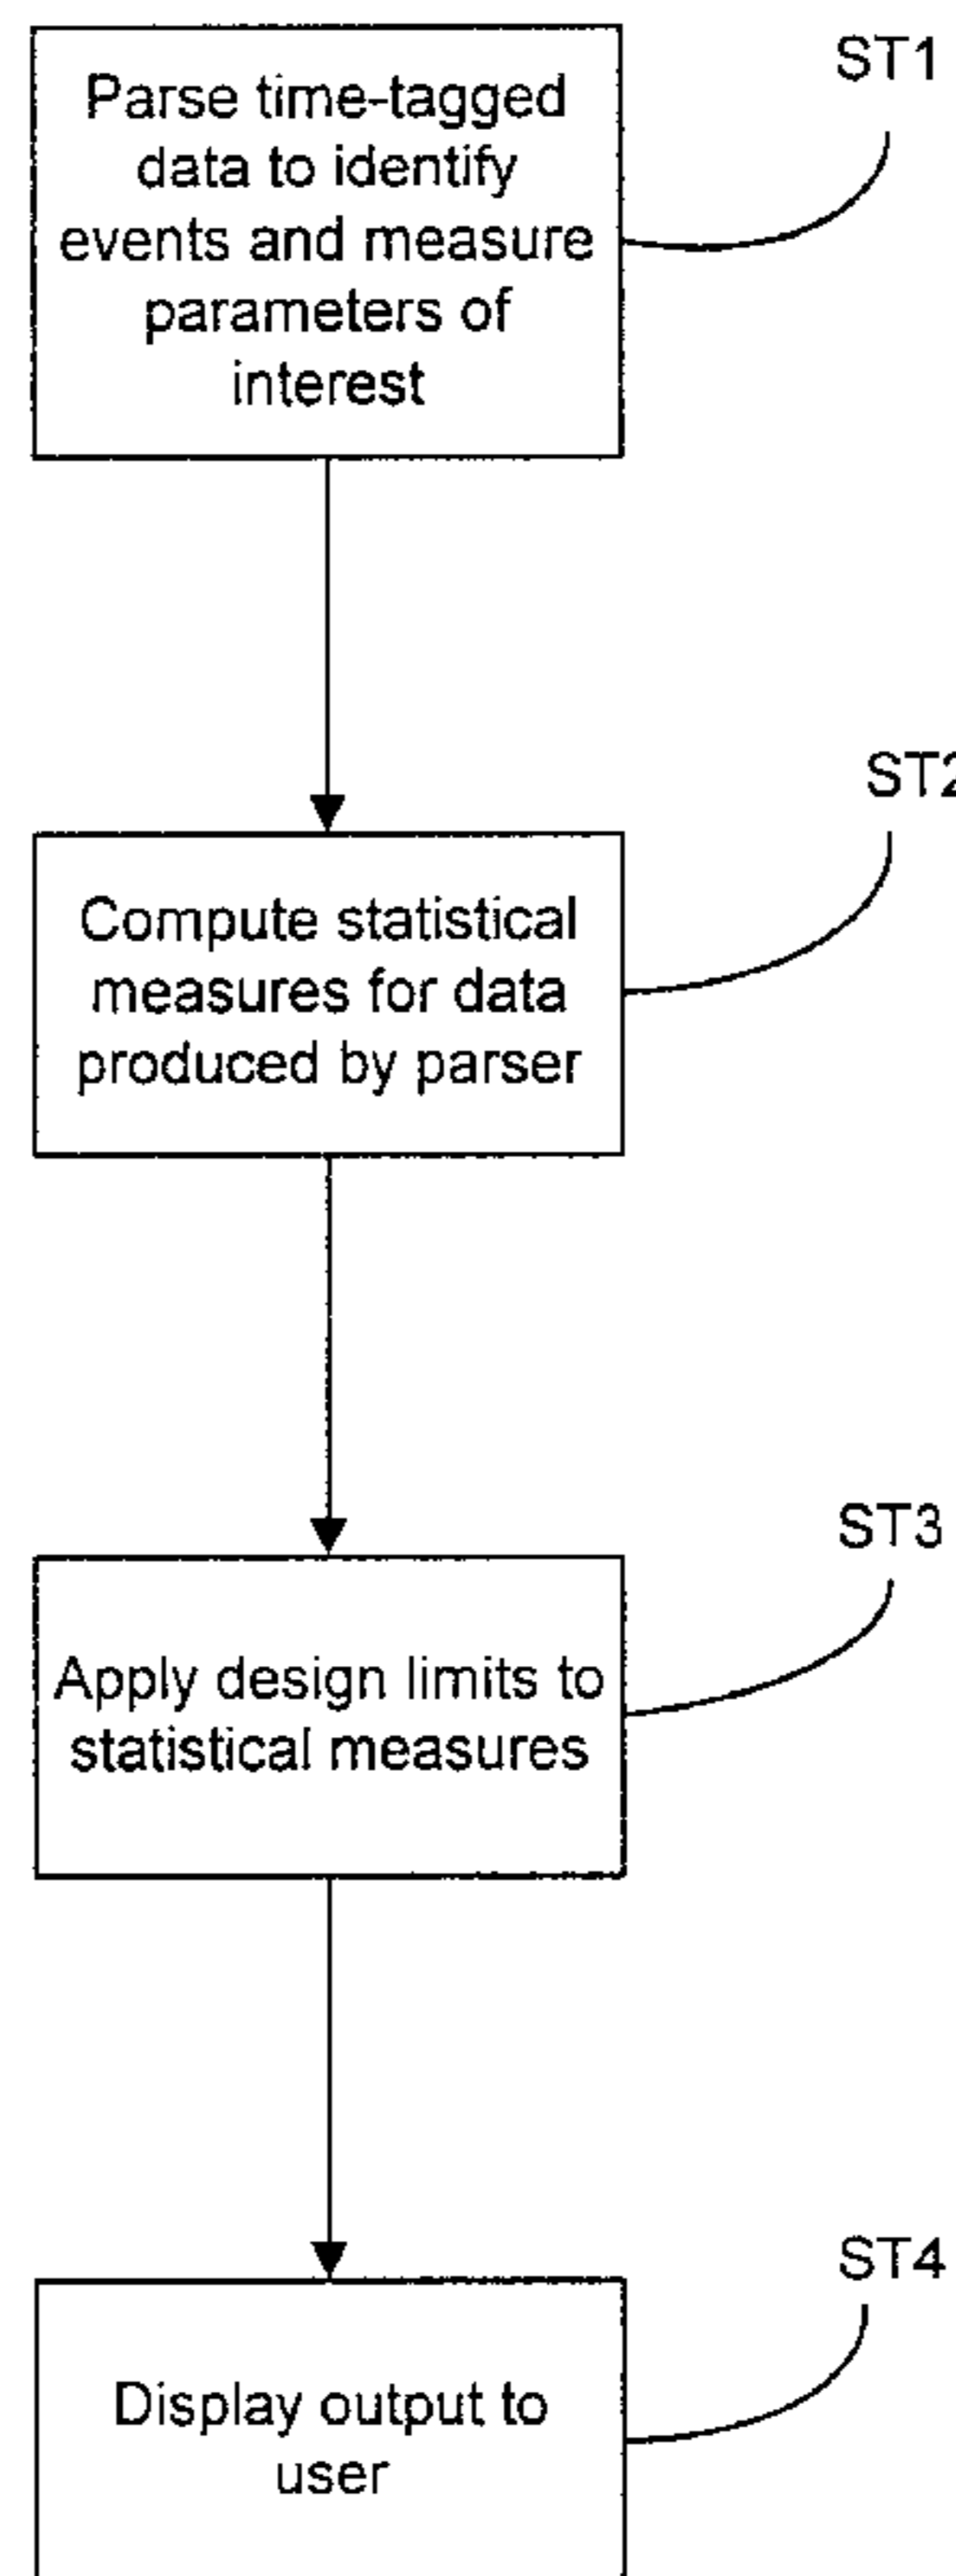 Parse time-tagged
data to identify
events and measure
parameters of
interest
ST1
Compute statistical
measures for data
produced by parser
ST2
Apply design limits to
statistical measures
ST3
Display output to
user
ST4